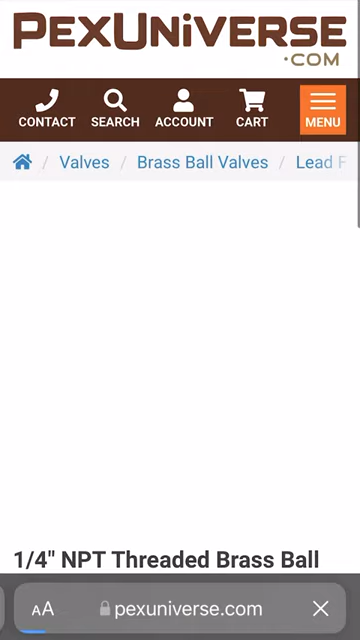 PEXUNIVERSE
.COM
CONTACT SEARCH ACCOUNT CART MENU
/ Valves / Brass Ball Valves / Lead F
1/4" NPT Threaded Brass Ball
AA pexuniverse.com